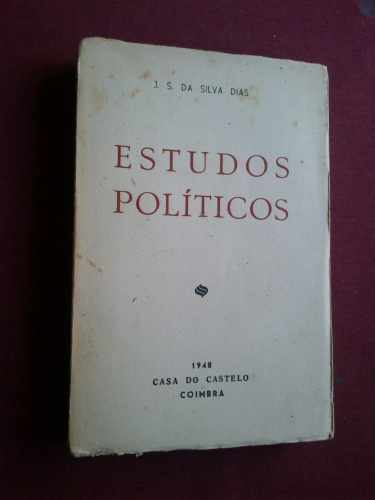 J. S. DA SILVA DIAS
ESTUDOS
POLÍTICOS
1948
CASA DO CASTELO
COIMBRA